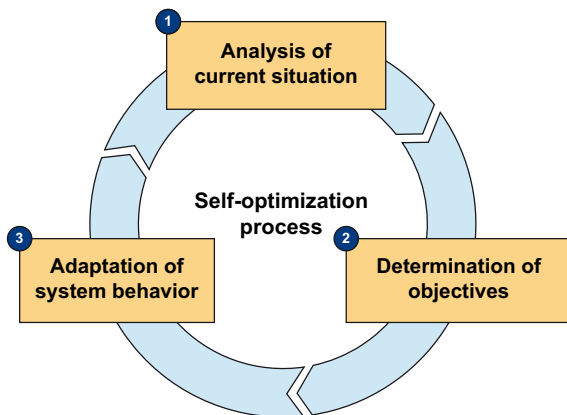 1
Analysis of
current situation
Self-optimization
process
2
Determination of
objectives
3
Adaptation of
system behavior